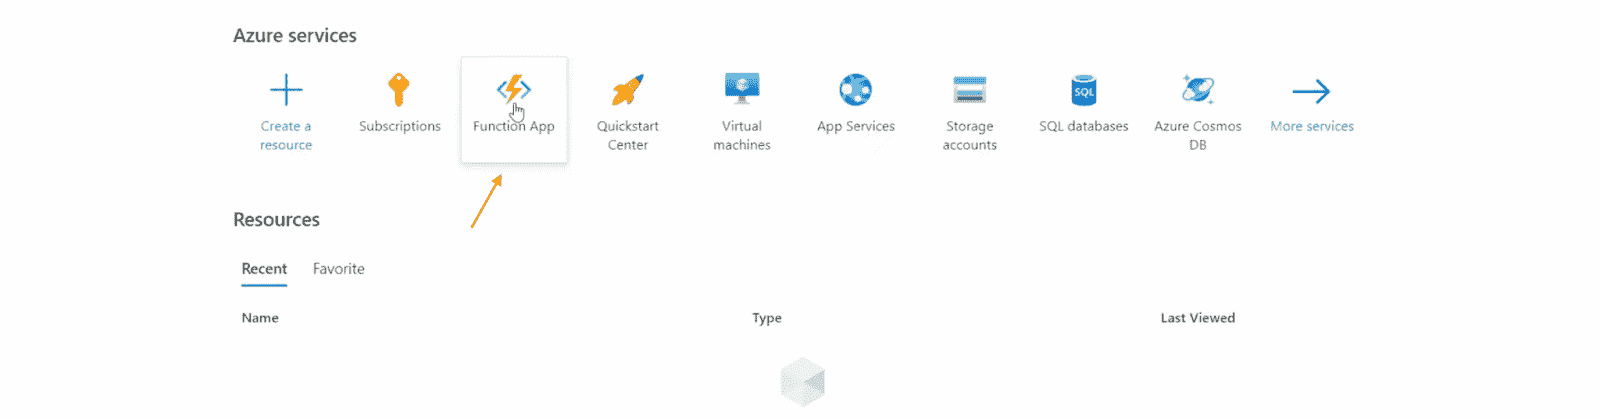 Azure services
Create a
resource
Subscriptions
Function App
Quickstart
Center
Virtual
machines
App Services
Storage
accounts
SQL
SQL databases
Azure Cosmos
DB
More services
Resources
Recent Favorite
Name Type Last Viewed